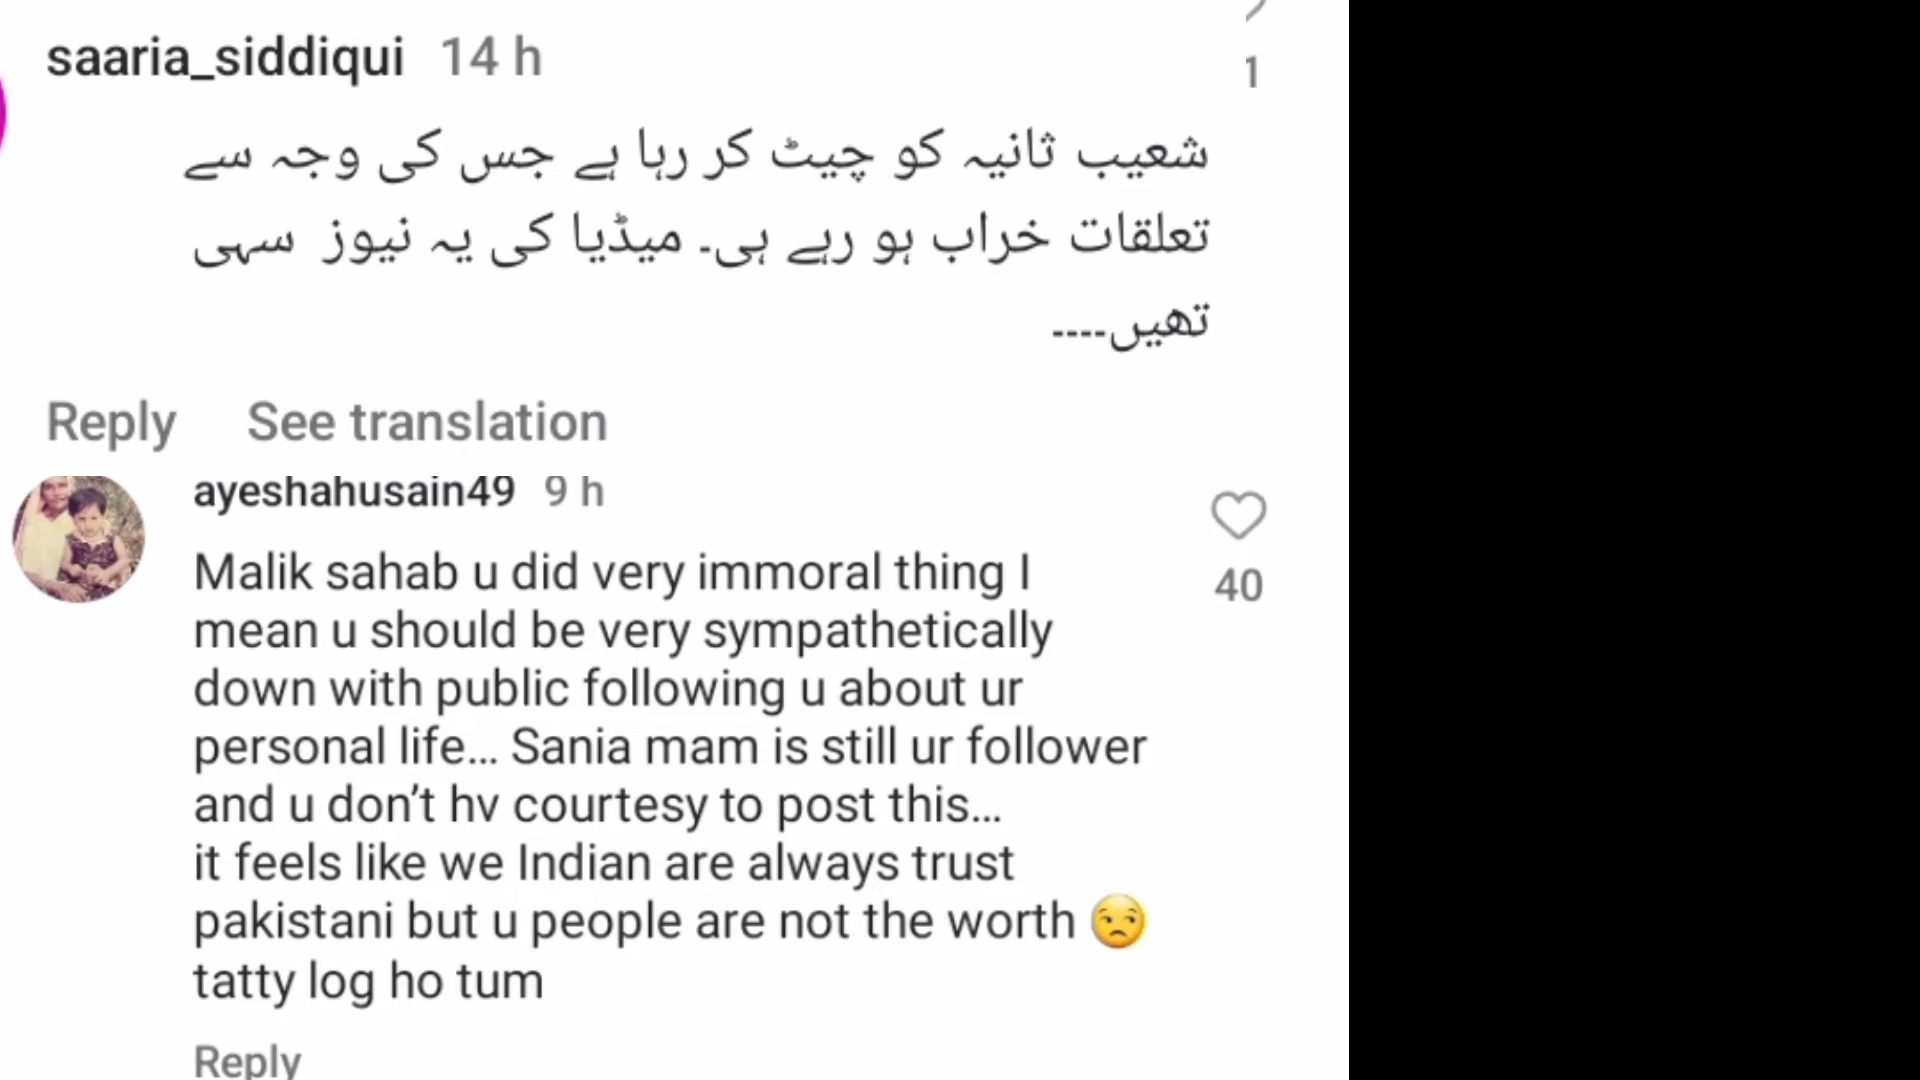 saaria_siddiqui 14 h
1
شعیب ثانیہ کو چیٹ کر رہا ہے جس کی وجہ سے
تعلقات خراب ہو رہے ہی۔ میڈیا کی یہ نیوز سہی
تھیں----
Reply See translation
ayeshahusain49 9 h
Malik sahab u did very immoral thing I
mean u should be very sympathetically
down with public following u about ur
personal life... Sania mam is still ur follower
and u don't hv courtesy to post this...
it feels like we Indian are always trust
pakistani but u people are not the worth 😒
tatty log ho tum
40
Reply